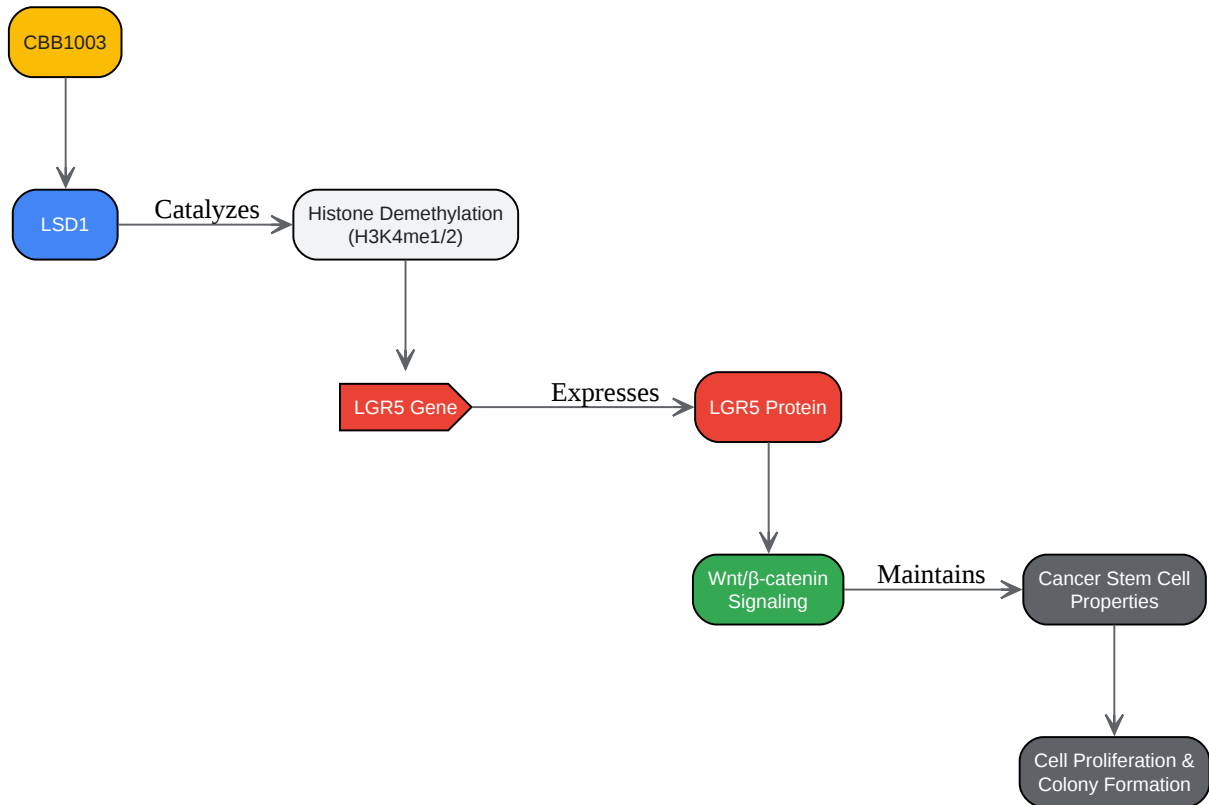 CBB1003
LSD1
Catalyzes
Histone Demethylation
(H3K4me1/2)
LGR5 Gene
Expresses
LGR5 Protein
Wnt/β-catenin
Signaling
Maintains
Cancer Stem Cell
Properties
Cell Proliferation &
Colony Formation